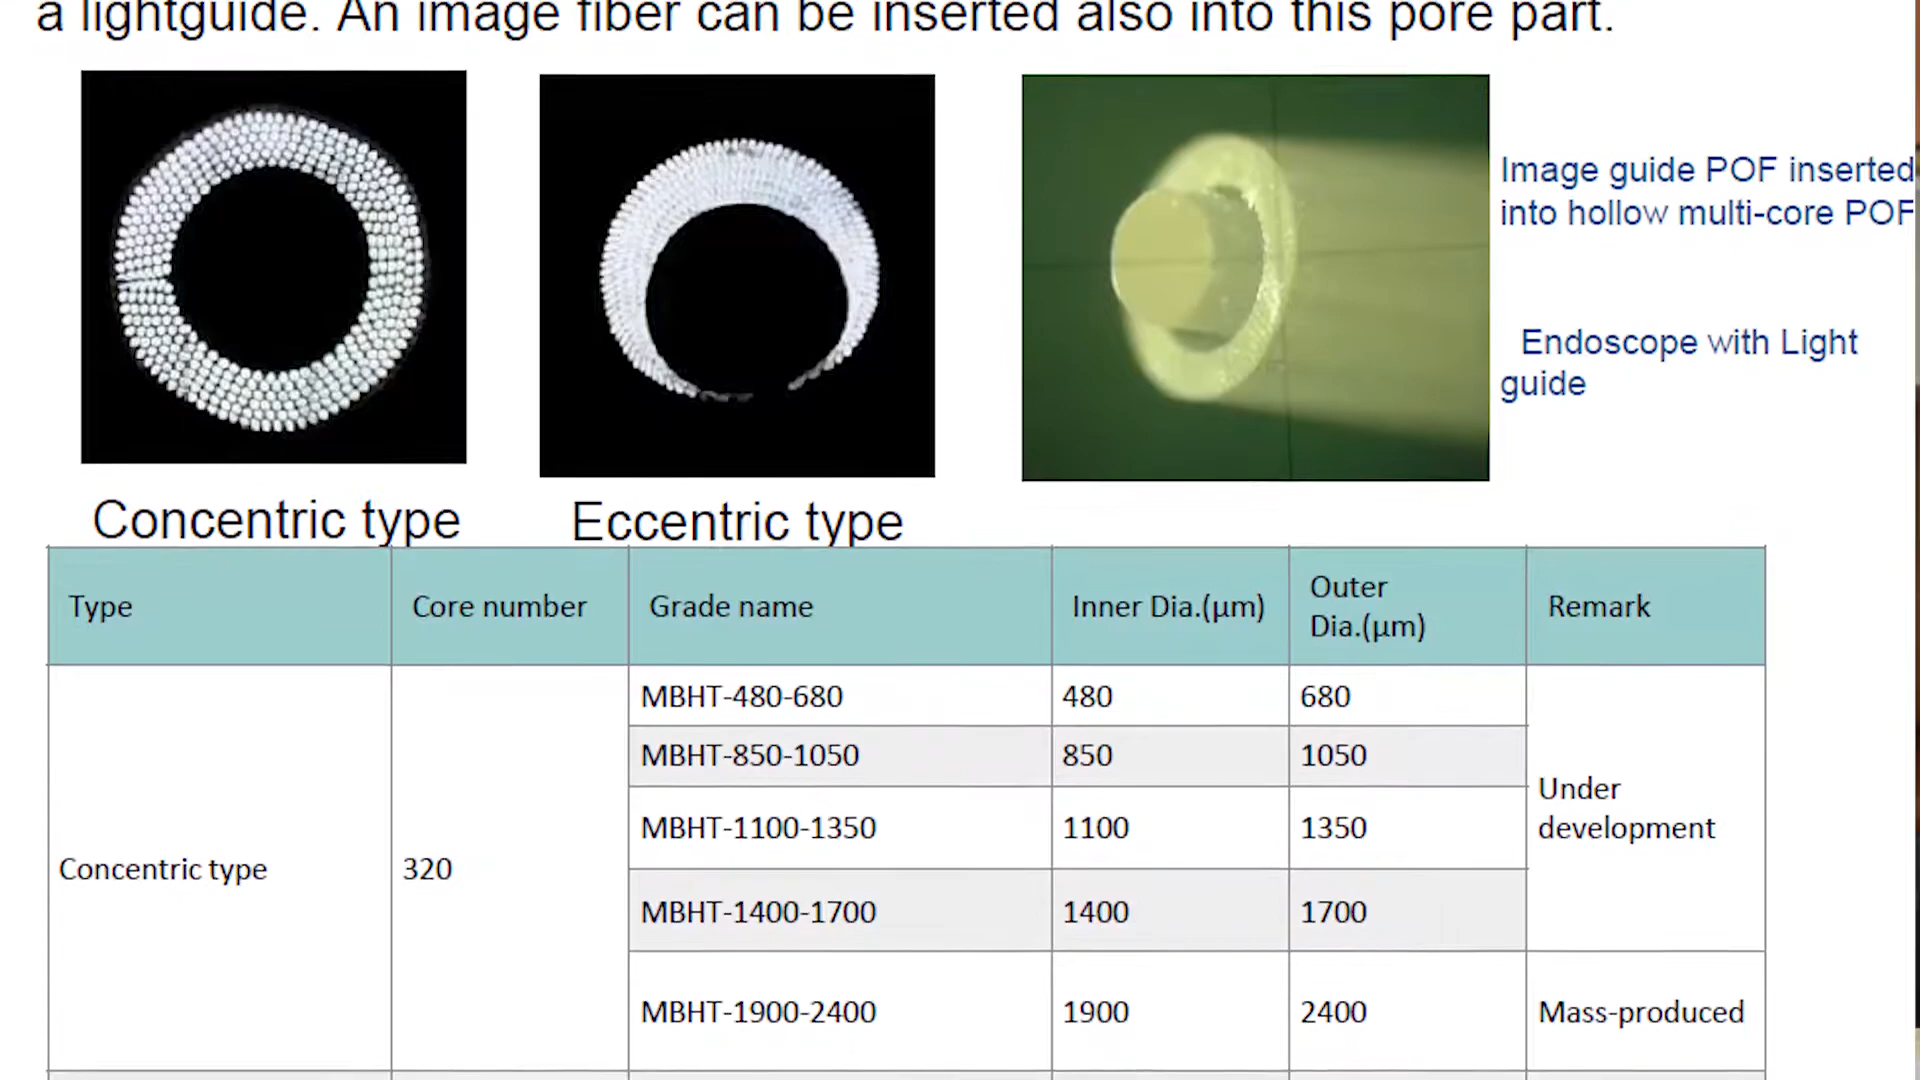 a lightguide. An image fiber can be inserted also into this pore part.
Image guide POF inserted
into hollow multi-core POF
Endoscope with Light
guide
Concentric type
Eccentric type
Type
Core number
Grade name
Inner Dia.(μm)
Outer
Dia.(μm)
Remark
Concentric type
320
MBHT-480-680
480
680
MBHT-850-1050
850
1050
MBHT-1100-1350
1100
1350
MBHT-1400-1700
1400
1700
Under
development
MBHT-1900-2400
1900
2400
Mass-produced